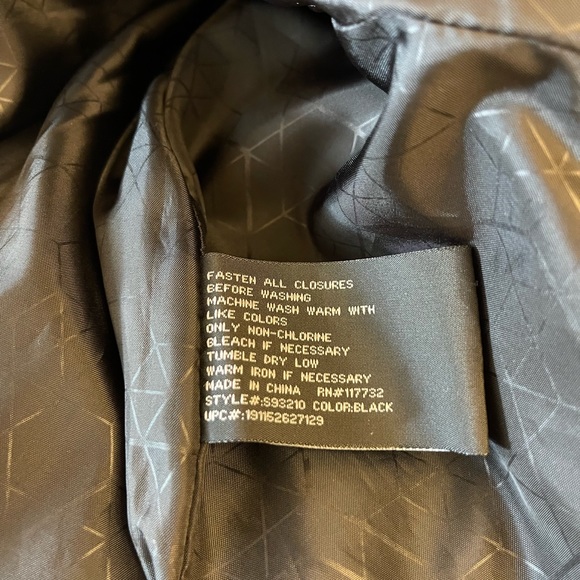 FASTEN ALL CLOSURES
BEFORE WASHING
MACHINE WASH WARM WITH
LIKE COLORS
ONLY NON-CHLORINE
BLEACH IF NECESSARY
TUMBLE DRY LOW
WARM IRON IF NECESSARY
MADE IN CHINA RN#117732
STYLE#:S93210 COLOR:BLACK
UPC#:191152627129